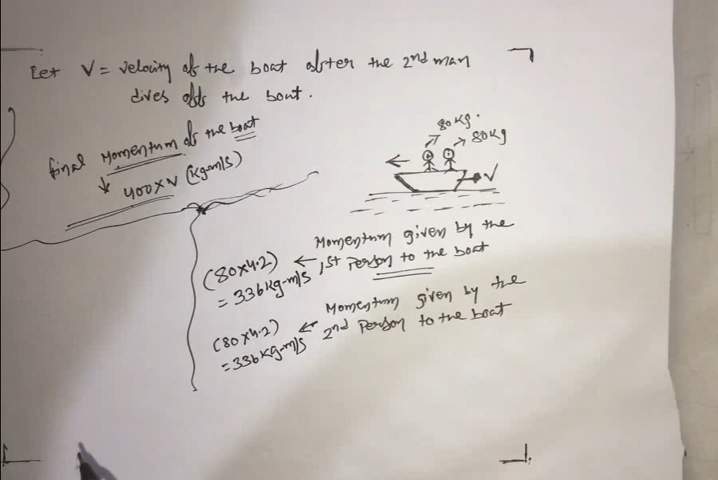 Let V = velocity of the boat after the 2nd man
dives off the boat.
final Momentum of the boat
400×V (kg-m/s)
80kg.
80kg
V
(80×4.2) ← Momentum given by the
= 336kg-m/s 1st Person to the boat
(80×4.2) ← Momentum given by the
=336kg-m/s 2nd Person to the boat